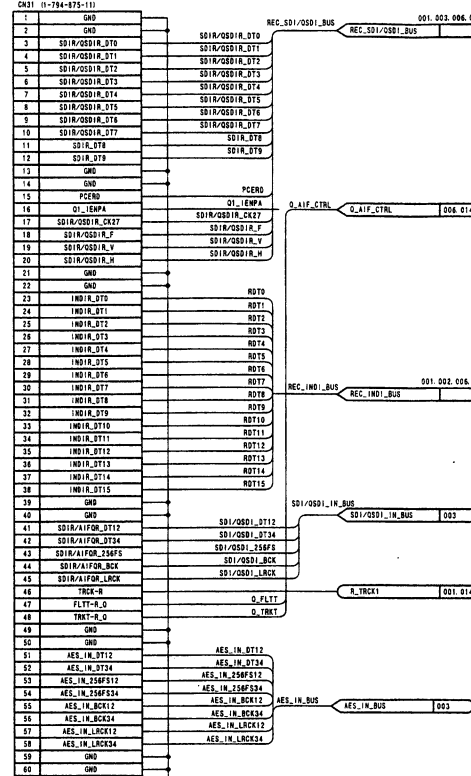 CN31 (1-794-875-11)
1 GND
2 GND
3 SDIR/QSDIR_DT0 SDIR/QSDIR_DT0
4 SDIR/QSDIR_DT1 SDIR/QSDIR_DT1
5 SDIR/QSDIR_DT2 SDIR/QSDIR_DT2
6 SDIR/QSDIR_DT3 SDIR/QSDIR_DT3
7 SDIR/QSDIR_DT4 SDIR/QSDIR_DT4
8 SDIR/QSDIR_DT5 SDIR/QSDIR_DT5
9 SDIR/QSDIR_DT6 SDIR/QSDIR_DT6
10 SDIR/QSDIR_DT7 SDIR/QSDIR_DT7
11 SDIR_DT8 SDIR_DT8
12 SDIR_DT9 SDIR_DT9
13 GND
14 GND
15 PCERD PCERD
16 Q1_IENPA Q1_IENPA
17 SDIR/QSDIR_CK27 SDIR/QSDIR_CK27
18 SDIR/QSDIR_F SDIR/QSDIR_F
19 SDIR/QSDIR_V SDIR/QSDIR_V
20 SDIR/QSDIR_H SDIR/QSDIR_H
21 GND
22 GND
23 INDIR_DT0 RDT0
24 INDIR_DT1 RDT1
25 INDIR_DT2 RDT2
26 INDIR_DT3 RDT3
27 INDIR_DT4 RDT4
28 INDIR_DT5 RDT5
29 INDIR_DT6 RDT6
30 INDIR_DT7 RDT7
31 INDIR_DT8 RDT8
32 INDIR_DT9 RDT9
33 INDIR_DT10 RDT10
34 INDIR_DT11 RDT11
35 INDIR_DT12 RDT12
36 INDIR_DT13 RDT13
37 INDIR_DT14 RDT14
38 INDIR_DT15 RDT15
39 GND
40 GND
41 SDIR/AIFQR_DT12 SDI/QSDI_DT12
42 SDIR/AIFQR_DT34 SDI/QSDI_DT34
43 SDIR/AIFQR_256FS SDI/QSDI_256FS
44 SDIR/AIFQR_BCK SDI/QSDI_BCK
45 SDIR/AIFQR_LRCK SDI/QSDI_LRCK
46 TRCK-R
47 FLTT-R_Q Q_FLTT
48 TRKT-R_Q Q_TRKT
49 GND
50 GND
51 AES_IN_DT12 AES_IN_DT12
52 AES_IN_DT34 AES_IN_DT34
53 AES_IN_256FS12 AES_IN_256FS12
54 AES_IN_256FS34 AES_IN_256FS34
55 AES_IN_BCK12 AES_IN_BCK12
56 AES_IN_BCK34 AES_IN_BCK34
57 AES_IN_LRCK12 AES_IN_LRCK12
58 AES_IN_LRCK34 AES_IN_LRCK34
59 GND
60 GND
REC_SDI/QSDI_BUS REC_SDI/QSDI_BUS 001.003.006.
Q_AIF_CTRL Q_AIF_CTRL 006.014
REC_INDI_BUS REC_INDI_BUS 001.002.006.
SDI/QSDI_IN_BUS SDI/QSDI_IN_BUS 003
R_TRCK1 001.014
AES_IN_BUS AES_IN_BUS 003